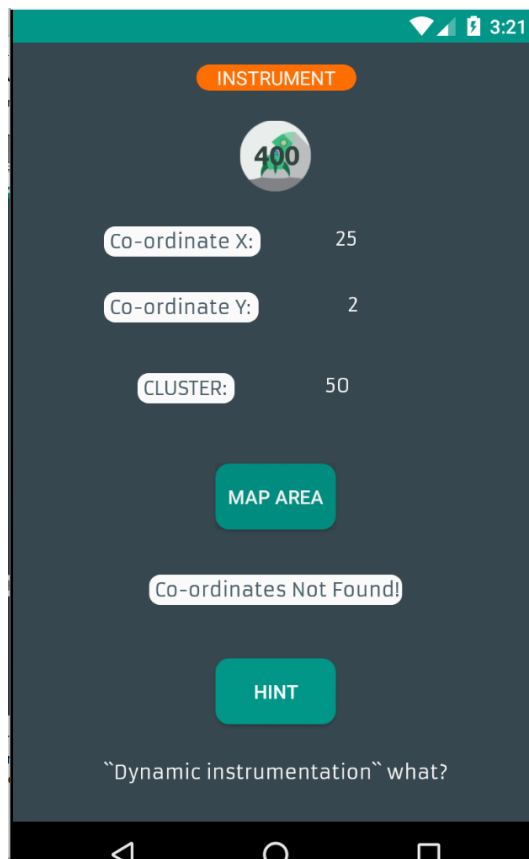 3:21
INSTRUMENT
400
Co-ordinate X: 25
Co-ordinate Y: 2
CLUSTER: 50
MAP AREA
Co-ordinates Not Found!
HINT
``Dynamic instrumentation`` what?